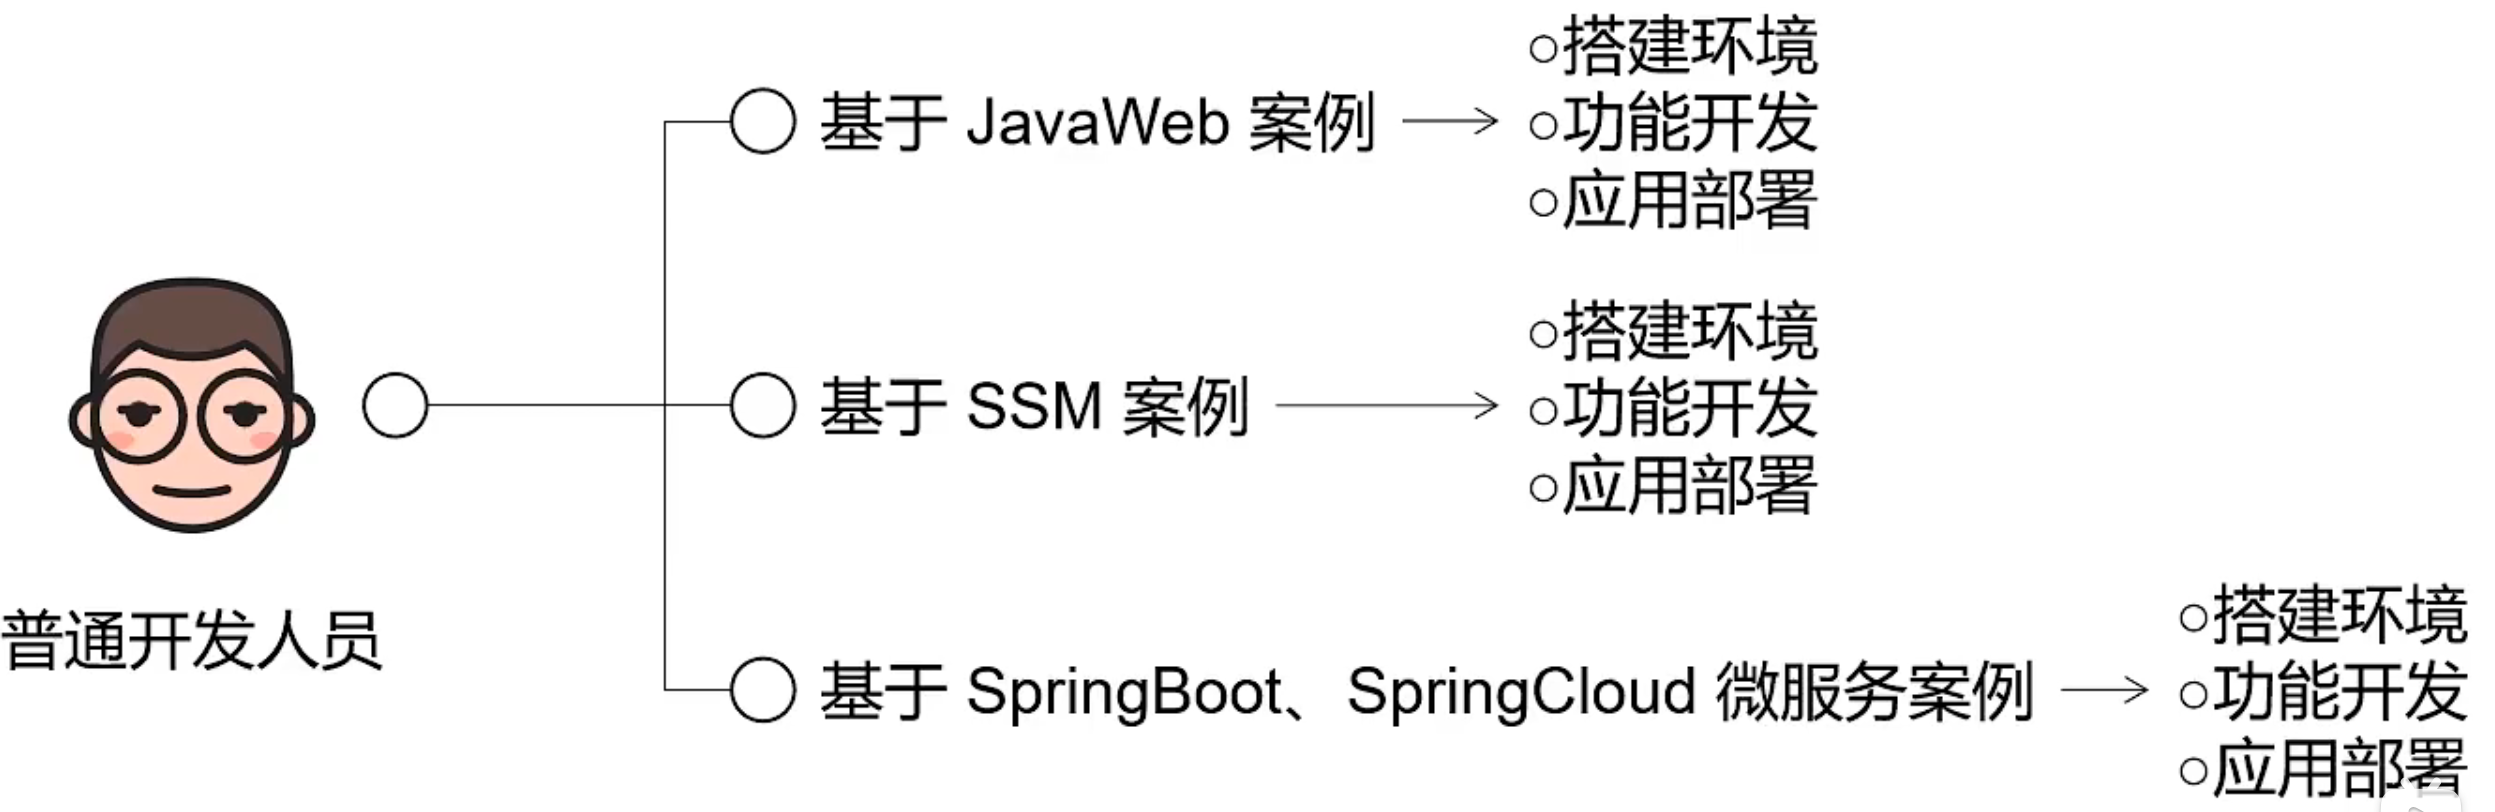 ○搭建环境
基于 JavaWeb 案例
○功能开发
○应用部署
○搭建环境
基于 SSM 案例
○功能开发
○应用部署
普通开发人员
○搭建环境
基于 SpringBoot、SpringCloud 微服务案例
○功能开发
○应用部署